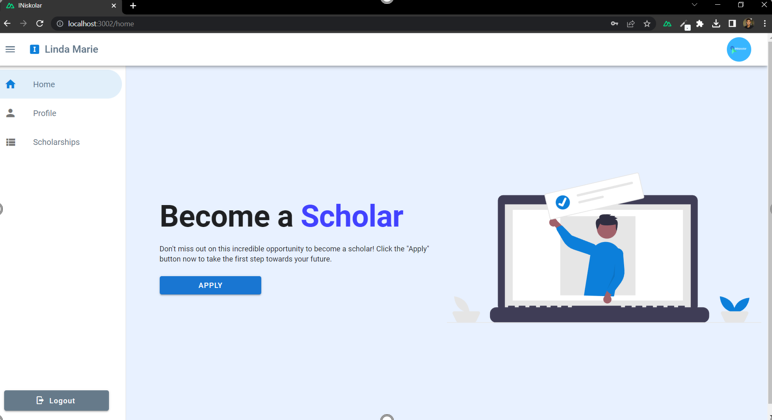 INiskolar
localhost:3002/home
Linda Marie
Home
Profile
Scholarships
Become a Scholar
Don't miss out on this incredible opportunity to become a scholar! Click the "Apply"
button now to take the first step towards your future.
APPLY
Logout